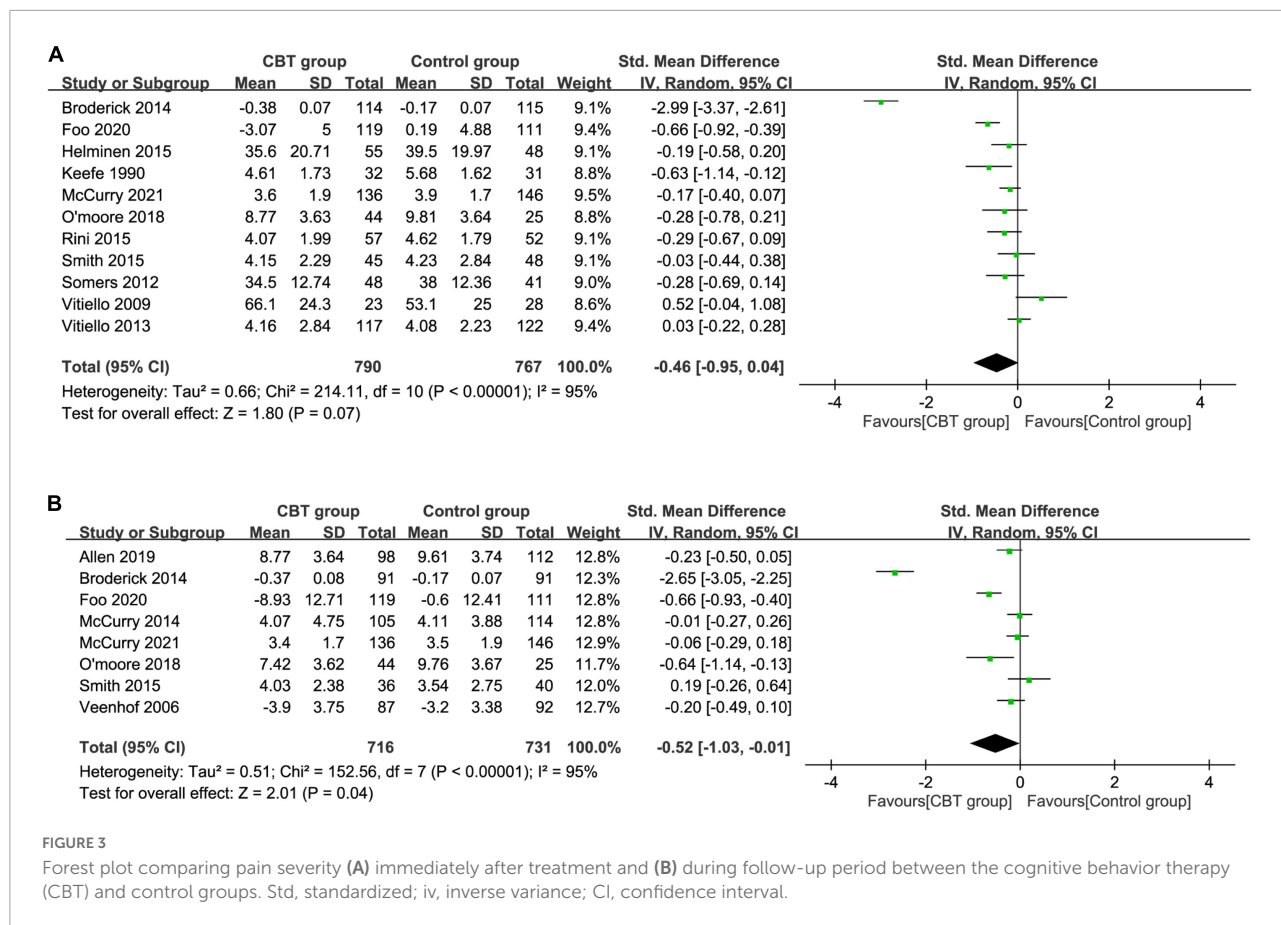 A
CBT group Control group Std. Mean Difference Std. Mean Difference
Study or Subgroup Mean SD Total Mean SD Total Weight IV, Random, 95% CI IV, Random, 95% CI
Broderick 2014 -0.38 0.07 114 -0.17 0.07 115 9.1% -2.99 [-3.37, -2.61]
Foo 2020 -3.07 5 119 0.19 4.88 111 9.4% -0.66 [-0.92, -0.39]
Helminen 2015 35.6 20.71 55 39.5 19.97 48 9.1% -0.19 [-0.58, 0.20]
Keefe 1990 4.61 1.73 32 5.68 1.62 31 8.8% -0.63 [-1.14, -0.12]
McCurry 2021 3.6 1.9 136 3.9 1.7 146 9.5% -0.17 [-0.40, 0.07]
O'moore 2018 8.77 3.63 44 9.81 3.64 25 8.8% -0.28 [-0.78, 0.21]
Rini 2015 4.07 1.99 57 4.62 1.79 52 9.1% -0.29 [-0.67, 0.09]
Smith 2015 4.15 2.29 45 4.23 2.84 48 9.1% -0.03 [-0.44, 0.38]
Somers 2012 34.5 12.74 48 38 12.36 41 9.0% -0.28 [-0.69, 0.14]
Vitiello 2009 66.1 24.3 23 53.1 25 28 8.6% 0.52 [-0.04, 1.08]
Vitiello 2013 4.16 2.84 117 4.08 2.23 122 9.4% 0.03 [-0.22, 0.28]
Total (95% CI) 790 767 100.0% -0.46 [-0.95, 0.04]
Heterogeneity: Tau² = 0.66; Chi² = 214.11, df = 10 (P < 0.00001); I² = 95%
Test for overall effect: Z = 1.80 (P = 0.07)
-4 -2 0 2 4
Favours[CBT group] Favours[Control group]
B
CBT group Control group Std. Mean Difference Std. Mean Difference
Study or Subgroup Mean SD Total Mean SD Total Weight IV, Random, 95% CI IV, Random, 95% CI
Allen 2019 8.77 3.64 98 9.61 3.74 112 12.8% -0.23 [-0.50, 0.05]
Broderick 2014 -0.37 0.08 91 -0.17 0.07 91 12.3% -2.65 [-3.05, -2.25]
Foo 2020 -8.93 12.71 119 -0.6 12.41 111 12.8% -0.66 [-0.93, -0.40]
McCurry 2014 4.07 4.75 105 4.11 3.88 114 12.8% -0.01 [-0.27, 0.26]
McCurry 2021 3.4 1.7 136 3.5 1.9 146 12.9% -0.06 [-0.29, 0.18]
O'moore 2018 7.42 3.62 44 9.76 3.67 25 11.7% -0.64 [-1.14, -0.13]
Smith 2015 4.03 2.38 36 3.54 2.75 40 12.0% 0.19 [-0.26, 0.64]
Veenhof 2006 -3.9 3.75 87 -3.2 3.38 92 12.7% -0.20 [-0.49, 0.10]
Total (95% CI) 716 731 100.0% -0.52 [-1.03, -0.01]
Heterogeneity: Tau² = 0.51; Chi² = 152.56, df = 7 (P < 0.00001); I² = 95%
Test for overall effect: Z = 2.01 (P = 0.04)
-4 -2 0 2 4
Favours[CBT group] Favours[Control group]
FIGURE 3
Forest plot comparing pain severity (A) immediately after treatment and (B) during follow-up period between the cognitive behavior therapy
(CBT) and control groups. Std, standardized; iv, inverse variance; CI, confidence interval.